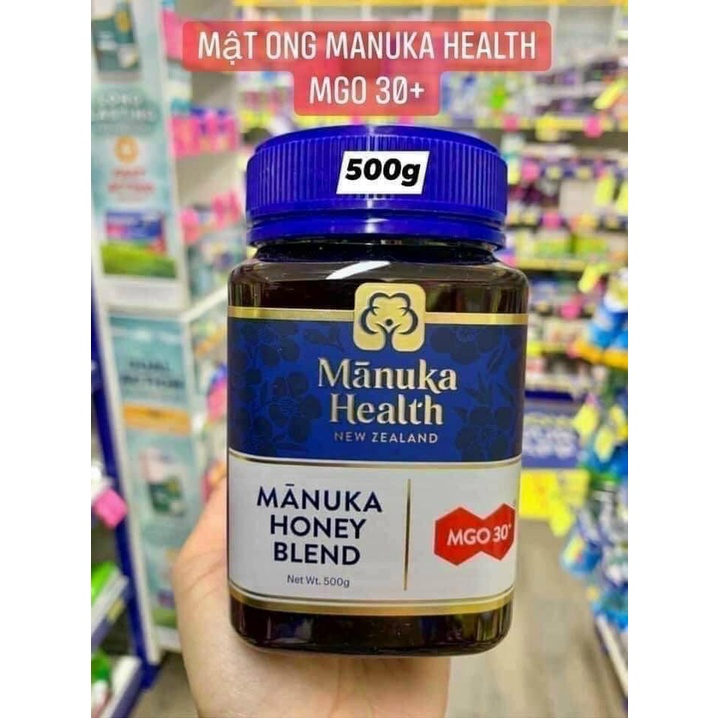 MậT ONG MANUKA HEALTH
MGO 30+
500g
Mānuka
Health
NEW ZEALAND
MĀNUKA
HONEY
BLEND
Net Wt. 500g
MGO 30+